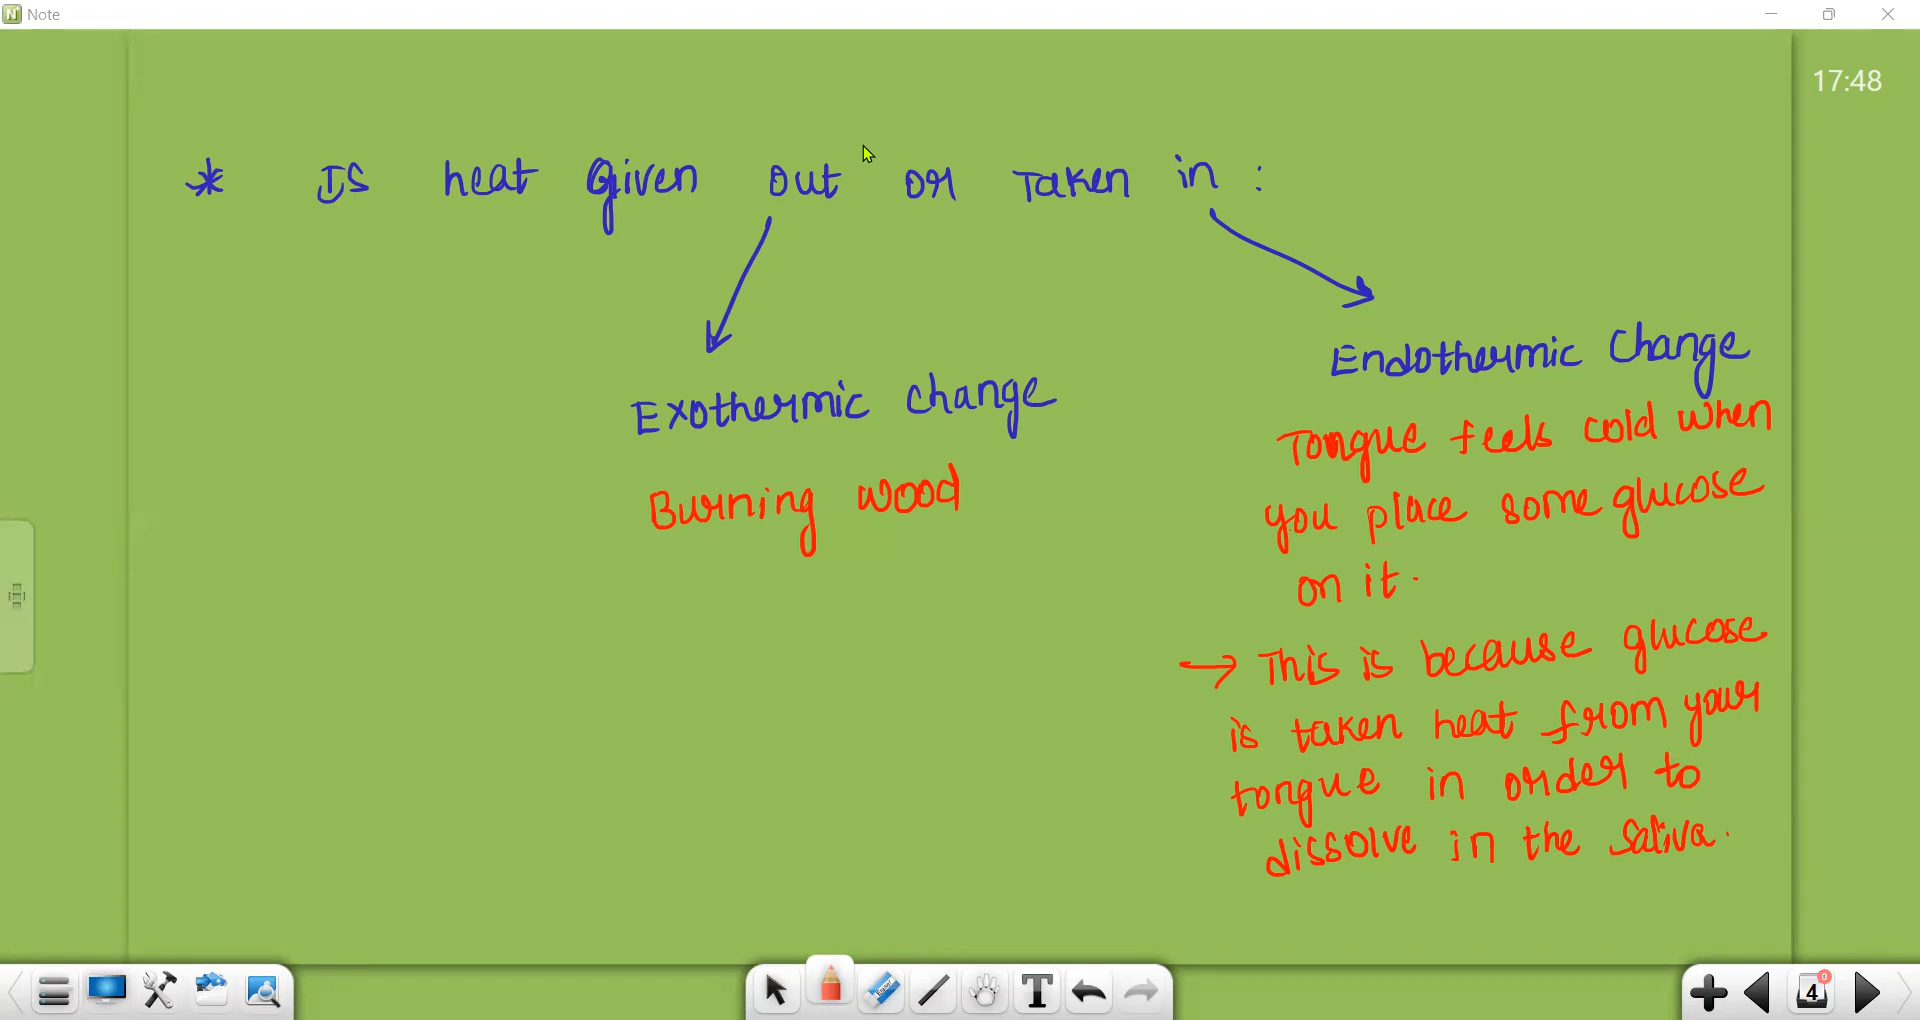 Note
17:48
* Is heat Given out or Taken in :
Exothermic change
Burning wood
Endothermic Change
Tongue feels cold when
you place some glucose
on it.
→ This is because glucose
is taken heat from your
tongue in order to
dissolve in the saliva.
T
4
0